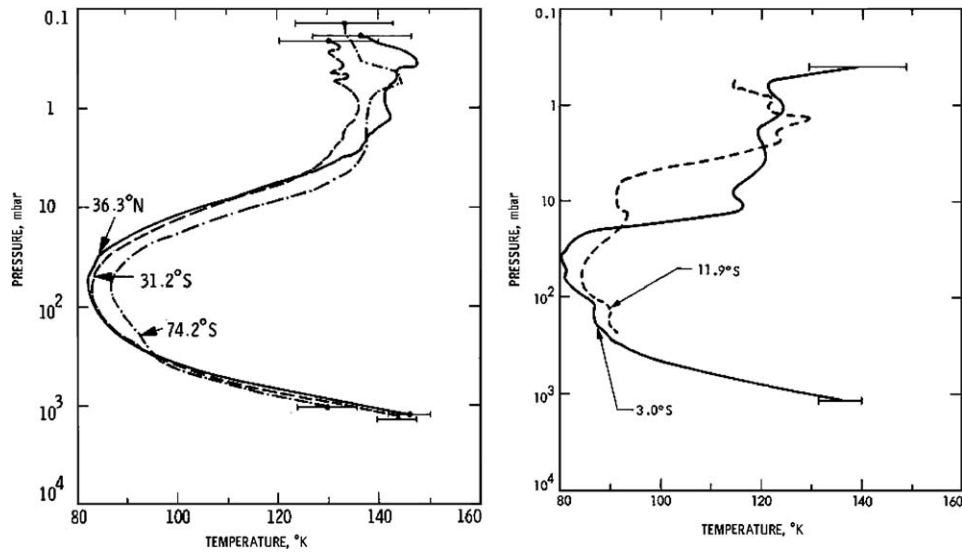 0.1
1
10
10²
10³
10⁴
PRESSURE, mbar
36.3°N
31.2°S
74.2°S
80 100 120 140 160
TEMPERATURE, °K
0.1
1
10
10²
10³
10⁴
PRESSURE, mbar
11.9°S
3.0°S
80 100 120 140 160
TEMPERATURE, °K